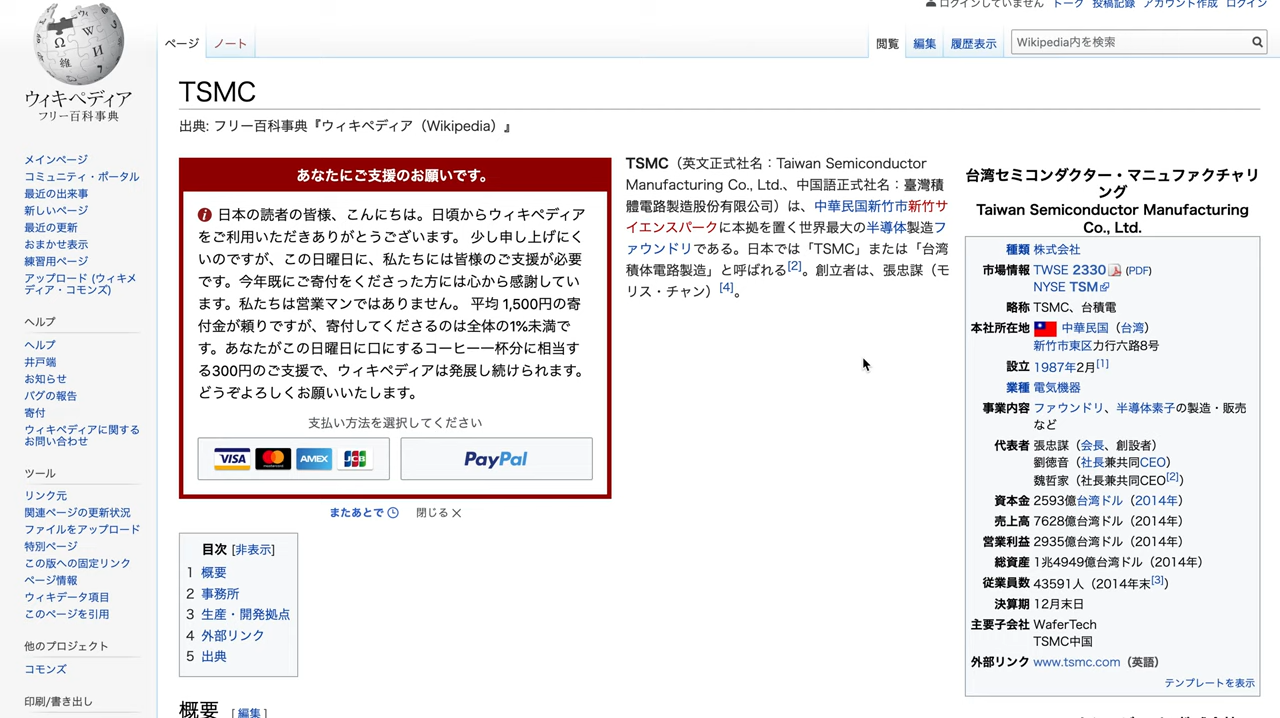 ログインしていません トーク 投稿記録 アカウント作成 ログイン
ページ ノート 閲覧 編集 履歴表示 Wikipedia内を検索
Ω W И 維
ウィキペディア
フリー百科事典
メインページ
コミュニティ・ポータル
最近の出来事
新しいページ
最近の更新
おまかせ表示
練習用ページ
アップロード (ウィキメ
ディア・コモンズ)
ヘルプ
ヘルプ
井戸端
お知らせ
バグの報告
寄付
ウィキペディアに関する
お問い合わせ
ツール
リンク元
関連ページの更新状況
ファイルをアップロード
特別ページ
この版への固定リンク
ページ情報
ウィキデータ項目
このページを引用
他のプロジェクト
コモンズ
印刷/書き出し
TSMC
出典: フリー百科事典『ウィキペディア（Wikipedia）』
あなたにご支援のお願いです。
日本の読者の皆様、こんにちは。日頃からウィキペディア
をご利用いただきありがとうございます。 少し申し上げにく
いのですが、この日曜日に、私たちには皆様のご支援が必要
です。今年既にご寄付をくださった方には心から感謝してい
ます。私たちは営業マンではありません。 平均 1,500円の寄
付金が頼りですが、寄付してくださるのは全体の1%未満で
す。あなたがこの日曜日に口にするコーヒー一杯分に相当す
る300円のご支援で、ウィキペディアは発展し続けられます。
どうぞよろしくお願いいたします。
支払い方法を選択してください
VISA mastercard AMEX JCB PayPal
またあとで 閉じる ×
目次 [非表示]
1 概要
2 事務所
3 生産・開発拠点
4 外部リンク
5 出典
概要 [編集]
TSMC（英文正式社名：Taiwan Semiconductor
Manufacturing Co., Ltd.、中国語正式社名：臺灣積
體電路製造股份有限公司）は、中華民国新竹市新竹サ
イエンスパークに本拠を置く世界最大の半導体製造フ
ァウンドリである。日本では「TSMC」または「台湾
積体電路製造」と呼ばれる[2]。創立者は、張忠謀（モ
リス・チャン）[4]。
台湾セミコンダクター・マニュファクチャリ
ング
Taiwan Semiconductor Manufacturing
Co., Ltd.
種類 株式会社
市場情報 TWSE 2330 (PDF)
NYSE TSM
略称 TSMC、台積電
本社所在地 中華民国（台湾）
新竹市東区力行六路8号
設立 1987年2月[1]
業種 電気機器
事業内容 ファウンドリ、半導体素子の製造・販売
など
代表者 張忠謀（会長、創設者）
劉徳音（社長兼共同CEO）
魏哲家（社長兼共同CEO[2]）
資本金 2593億台湾ドル（2014年）
売上高 7628億台湾ドル（2014年）
営業利益 2935億台湾ドル（2014年）
総資産 1兆4949億台湾ドル（2014年）
従業員数 43591人（2014年末[3]）
決算期 12月末日
主要子会社 WaferTech
TSMC中国
外部リンク www.tsmc.com（英語）
テンプレートを表示